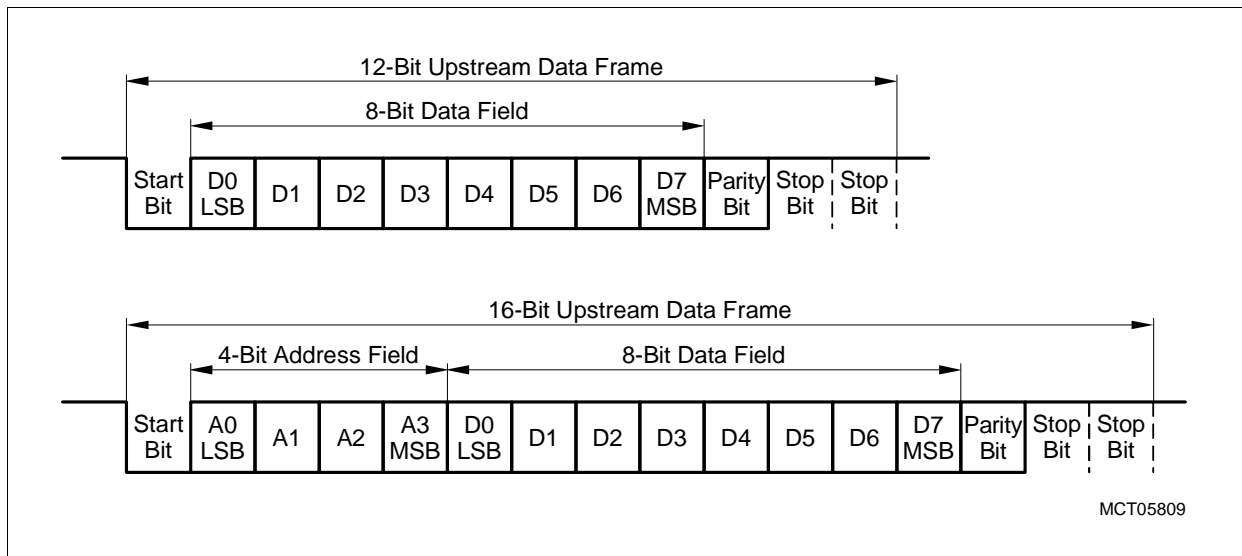 12-Bit Upstream Data Frame
8-Bit Data Field
Start Bit D0 LSB D1 D2 D3 D4 D5 D6 D7 MSB Parity Bit Stop Bit Stop Bit
16-Bit Upstream Data Frame
4-Bit Address Field 8-Bit Data Field
Start Bit A0 LSB A1 A2 A3 MSB D0 LSB D1 D2 D3 D4 D5 D6 D7 MSB Parity Bit Stop Bit Stop Bit
MCT05809